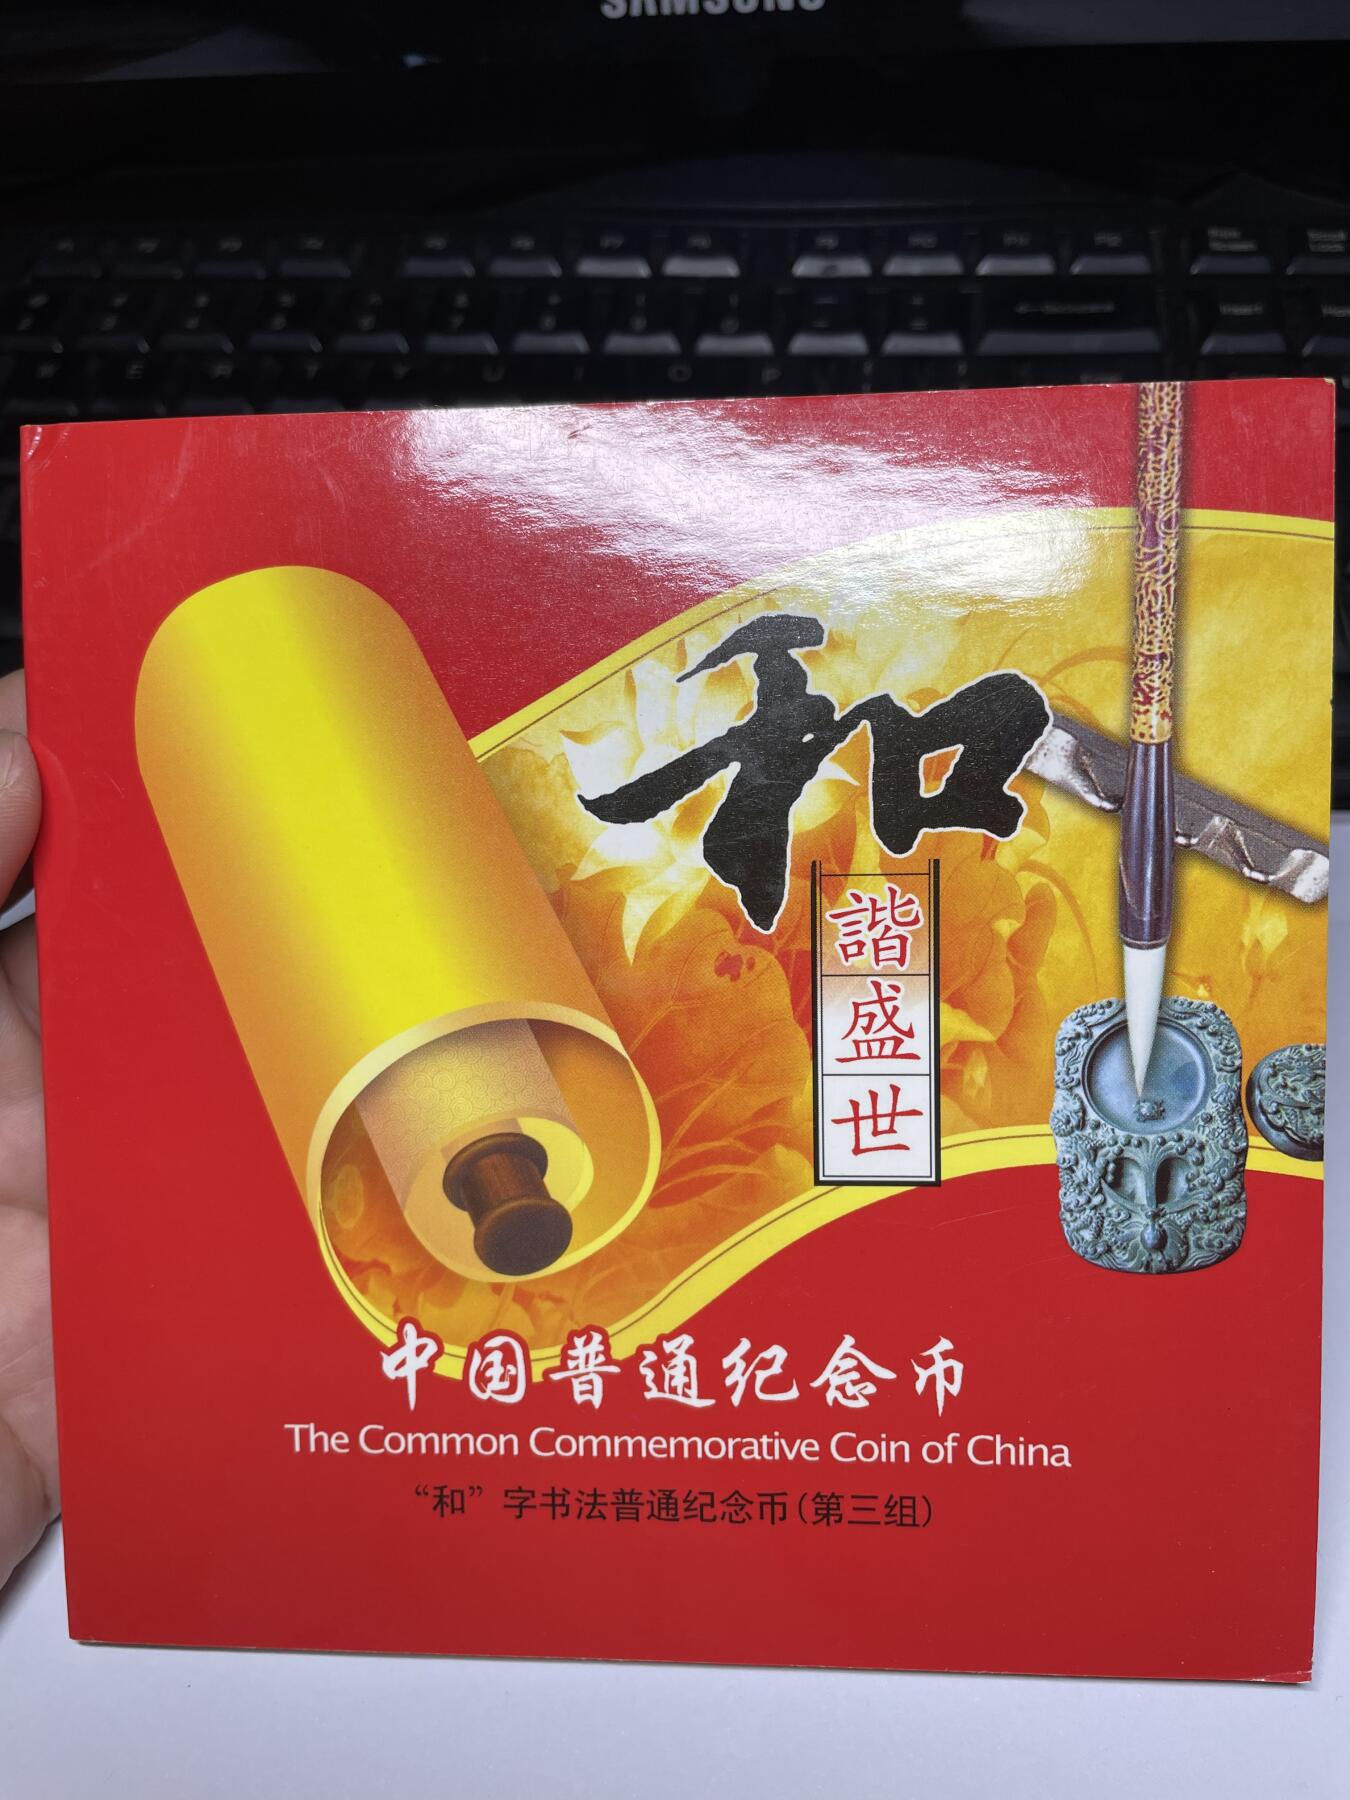 SAMSUNG
和
諧
盛
世
中国普通纪念币
The Common Commemorative Coin of China
“和”字书法普通纪念币(第三组)